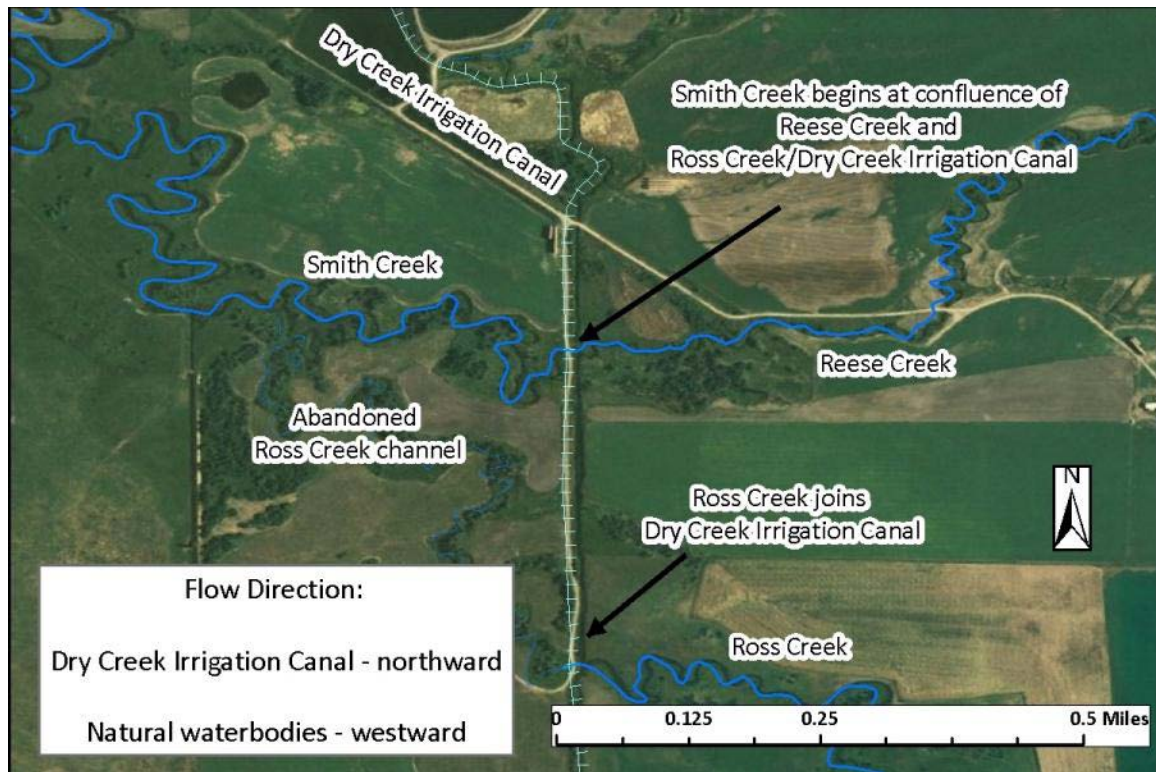 Dry Creek Irrigation Canal
Smith Creek begins at confluence of
Reese Creek and
Ross Creek/Dry Creek Irrigation Canal
Smith Creek
Reese Creek
Abandoned
Ross Creek channel
Ross Creek joins
Dry Creek Irrigation Canal
N
Ross Creek
Flow Direction:
Dry Creek Irrigation Canal - northward
Natural waterbodies - westward
0 0.125 0.25 0.5 Miles